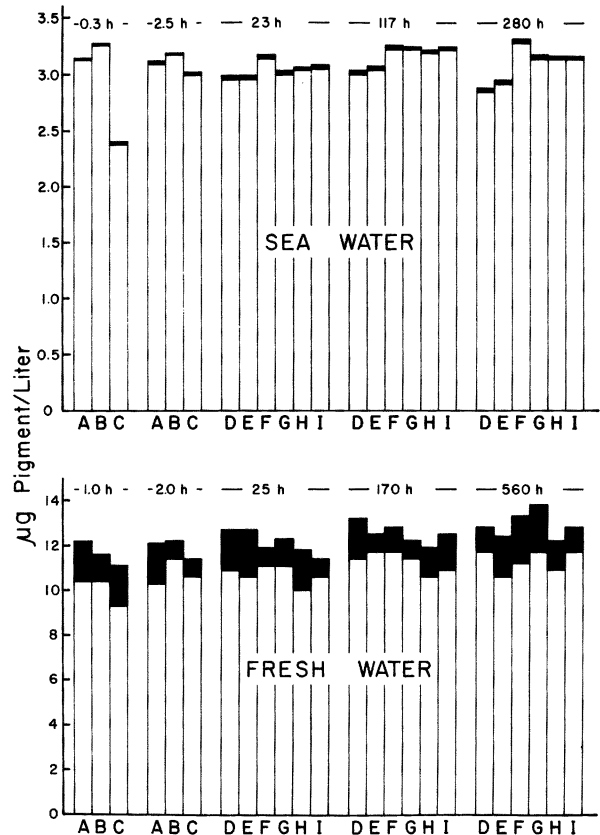 3.5
-0.3 h - -2.5 h - — 23 h — — 117 h — — 280 h —
3.0
2.5
2.0
SEA WATER
1.5
1.0
0.5
0
A B C A B C D E F G H I D E F G H I D E F G H I
µg Pigment/Liter
-1.0 h - -2.0 h - — 25 h — — 170 h — — 560 h —
14
12
10
8
FRESH WATER
6
4
2
0
A B C A B C D E F G H I D E F G H I D E F G H I